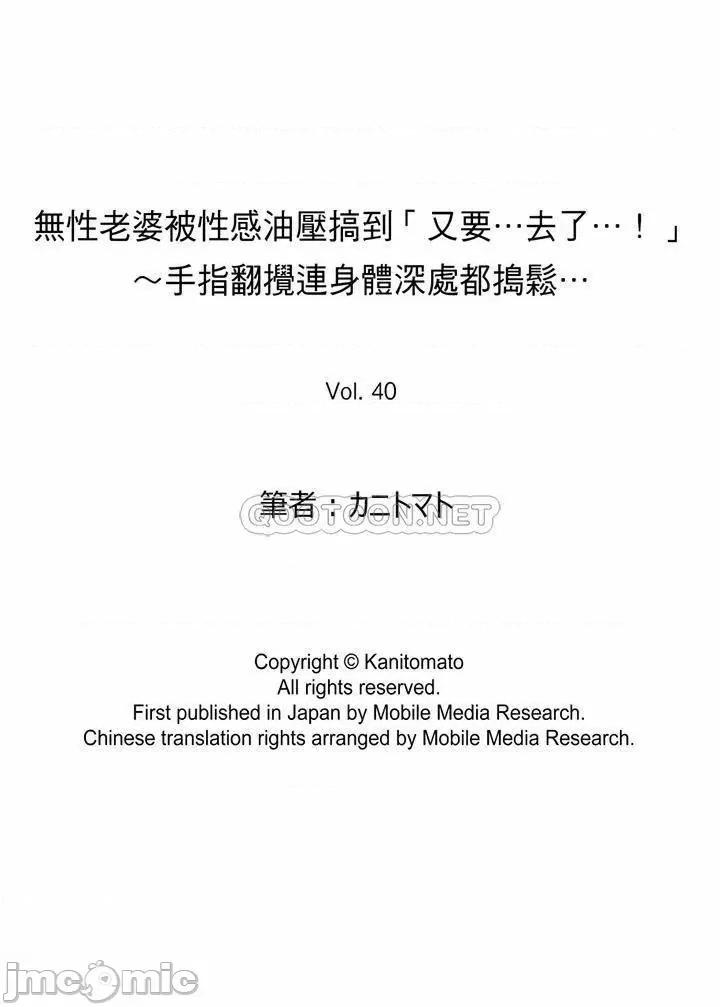 無性老婆被性感油壓搞到「又要…去了…！」
～手指翻攪連身體深處都搗鬆…
Vol. 40
筆者：カニトマト
QUOTOON.NET
Copyright © Kanitomato
All rights reserved.
First published in Japan by Mobile Media Research.
Chinese translation rights arranged by Mobile Media Research.
jmcomic